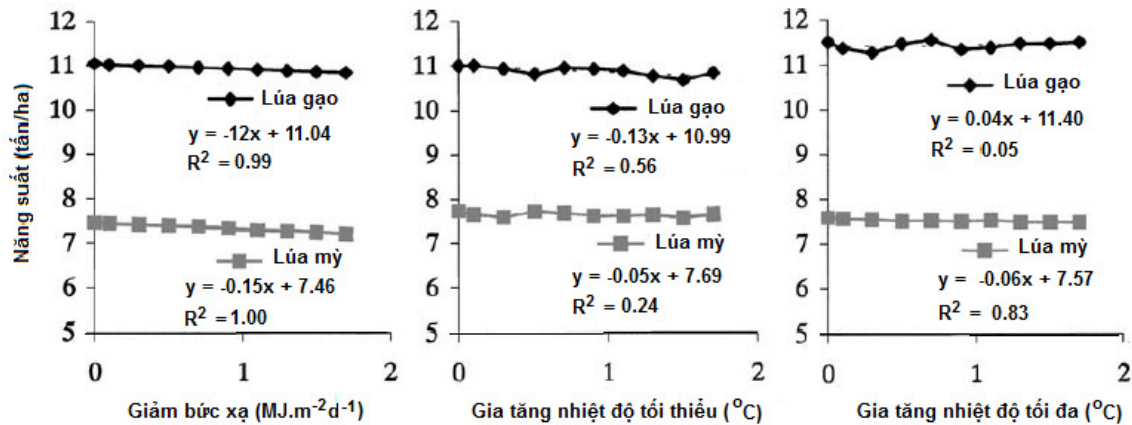 Năng suất (tấn/ha)
12
11
10
9
8
7
6
5
Lúa gạo
y = -12x + 11.04
R² = 0.99
Lúa mỳ
y = -0.15x + 7.46
R² = 1.00
0 1 2
Giảm bức xạ (MJ.m⁻²d⁻¹)
12
11
10
9
8
7
6
5
Lúa gạo
y = -0.13x + 10.99
R² = 0.56
Lúa mỳ
y = -0.05x + 7.69
R² = 0.24
0 1 2
Gia tăng nhiệt độ tối thiểu (°C)
12
11
10
9
8
7
6
5
Lúa gạo
y = 0.04x + 11.40
R² = 0.05
Lúa mỳ
y = -0.06x + 7.57
R² = 0.83
0 1 2
Gia tăng nhiệt độ tối đa (°C)